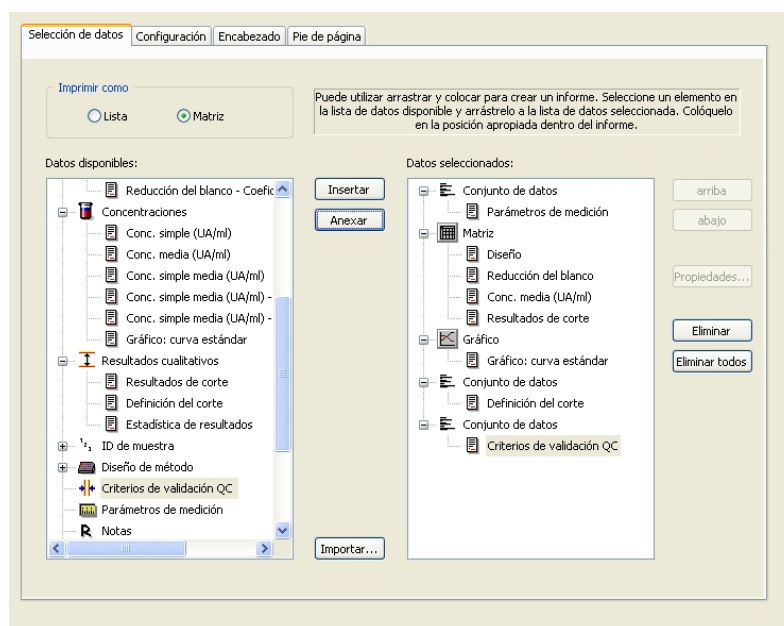 Selección de datos
Configuración
Encabezado
Pie de página
Imprimir como
Lista
Matriz
Puede utilizar arrastrar y colocar para crear un informe. Seleccione un elemento en
la lista de datos disponible y arrástrelo a la lista de datos seleccionada. Colóquelo
en la posición apropiada dentro del informe.
Datos disponibles:
Reducción del blanco - Coefic
Concentraciones
Conc. simple (UA/ml)
Conc. media (UA/ml)
Conc. simple media (UA/ml)
Conc. simple media (UA/ml) -
Conc. simple media (UA/ml) -
Gráfico: curva estándar
Resultados cualitativos
Resultados de corte
Definición del corte
Estadística de resultados
ID de muestra
Diseño de método
Criterios de validación QC
Parámetros de medición
Notas
Insertar
Anexar
Importar...
Datos seleccionados:
Conjunto de datos
Parámetros de medición
Matriz
Diseño
Reducción del blanco
Conc. media (UA/ml)
Resultados de corte
Gráfico
Gráfico: curva estándar
Conjunto de datos
Definición del corte
Conjunto de datos
Criterios de validación QC
arriba
abajo
Propiedades...
Eliminar
Eliminar todos